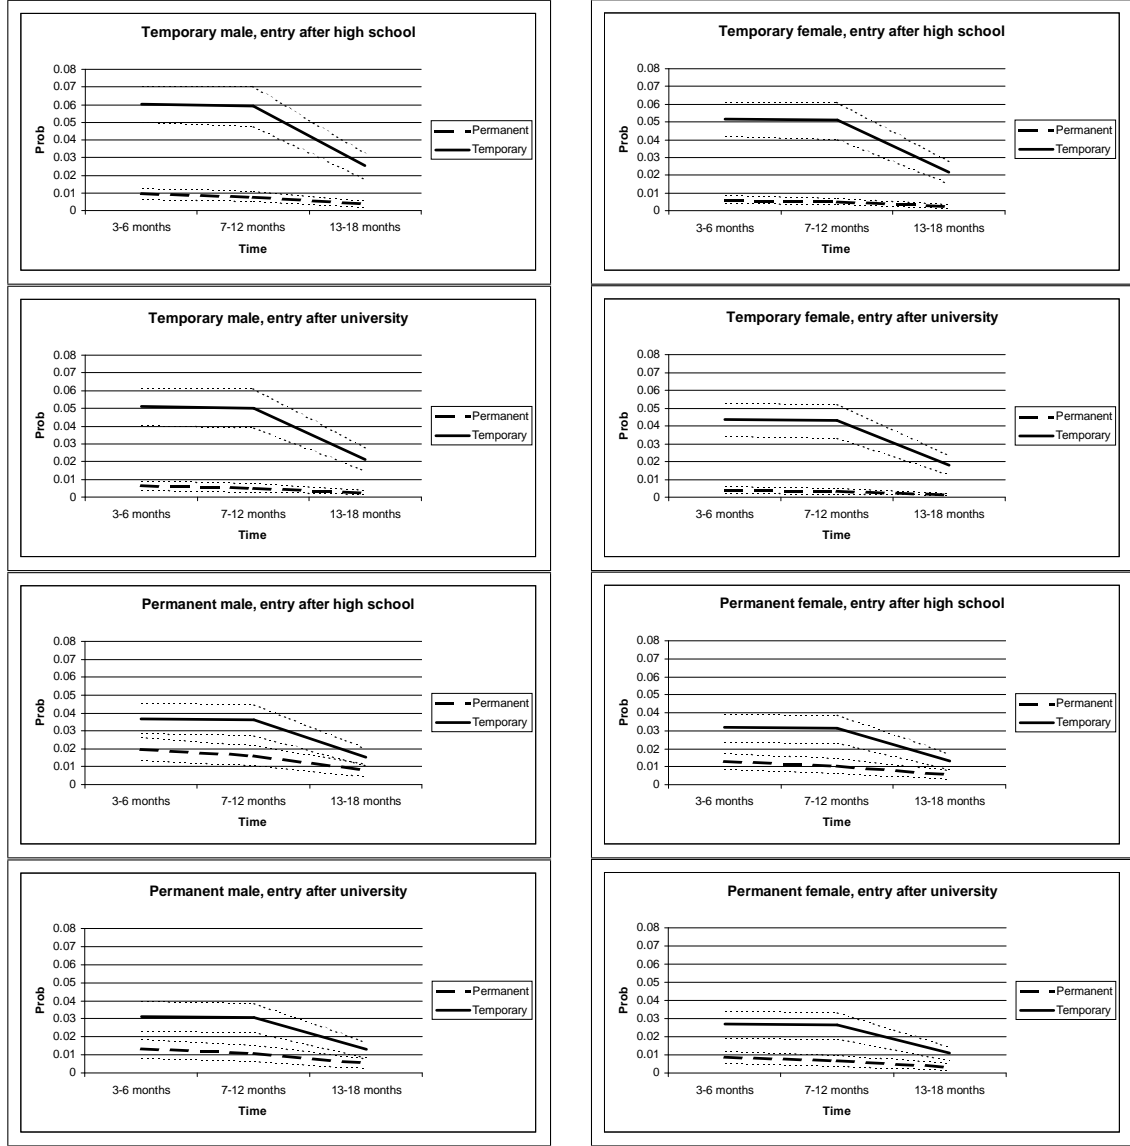 Temporary male, entry after high school
0.08
0.07
0.06
0.05
0.04
0.03
0.02
0.01
0
Prob
3-6 months 7-12 months 13-18 months
Time
Permanent
Temporary
Temporary female, entry after high school
0.08
0.07
0.06
0.05
0.04
0.03
0.02
0.01
0
Prob
3-6 months 7-12 months 13-18 months
Time
Permanent
Temporary
Temporary male, entry after university
0.08
0.07
0.06
0.05
0.04
0.03
0.02
0.01
0
Prob
3-6 months 7-12 months 13-18 months
Time
Permanent
Temporary
Temporary female, entry after university
0.08
0.07
0.06
0.05
0.04
0.03
0.02
0.01
0
Prob
3-6 months 7-12 months 13-18 months
Time
Permanent
Temporary
Permanent male, entry after high school
0.08
0.07
0.06
0.05
0.04
0.03
0.02
0.01
0
Prob
3-6 months 7-12 months 13-18 months
Time
Permanent
Temporary
Permanent female, entry after high school
0.08
0.07
0.06
0.05
0.04
0.03
0.02
0.01
0
Prob
3-6 months 7-12 months 13-18 months
Time
Permanent
Temporary
Permanent male, entry after university
0.08
0.07
0.06
0.05
0.04
0.03
0.02
0.01
0
Prob
3-6 months 7-12 months 13-18 months
Time
Permanent
Temporary
Permanent female, entry after university
0.08
0.07
0.06
0.05
0.04
0.03
0.02
0.01
0
Prob
3-6 months 7-12 months 13-18 months
Time
Permanent
Temporary